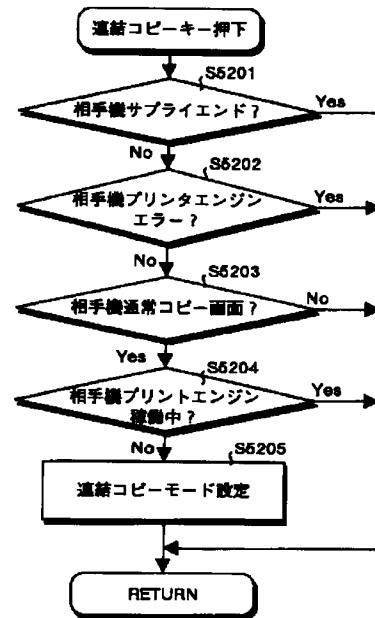 連結コピーキー押下
S5201
相手機サプライエンド？
Yes
No
S5202
相手機プリンタエンジン
エラー？
Yes
No
S5203
相手機通常コピー画面？
No
Yes
S5204
相手機プリントエンジン
稼働中？
Yes
No
S5205
連結コピーモード設定
RETURN